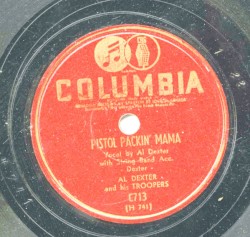 COLUMBIA
PISTOL PACKIN' MAMA
Vocal by Al Dexter
with String Band Acc.
- Dexter -
AL DEXTER
and his TROOPERS
C713
(H 741)